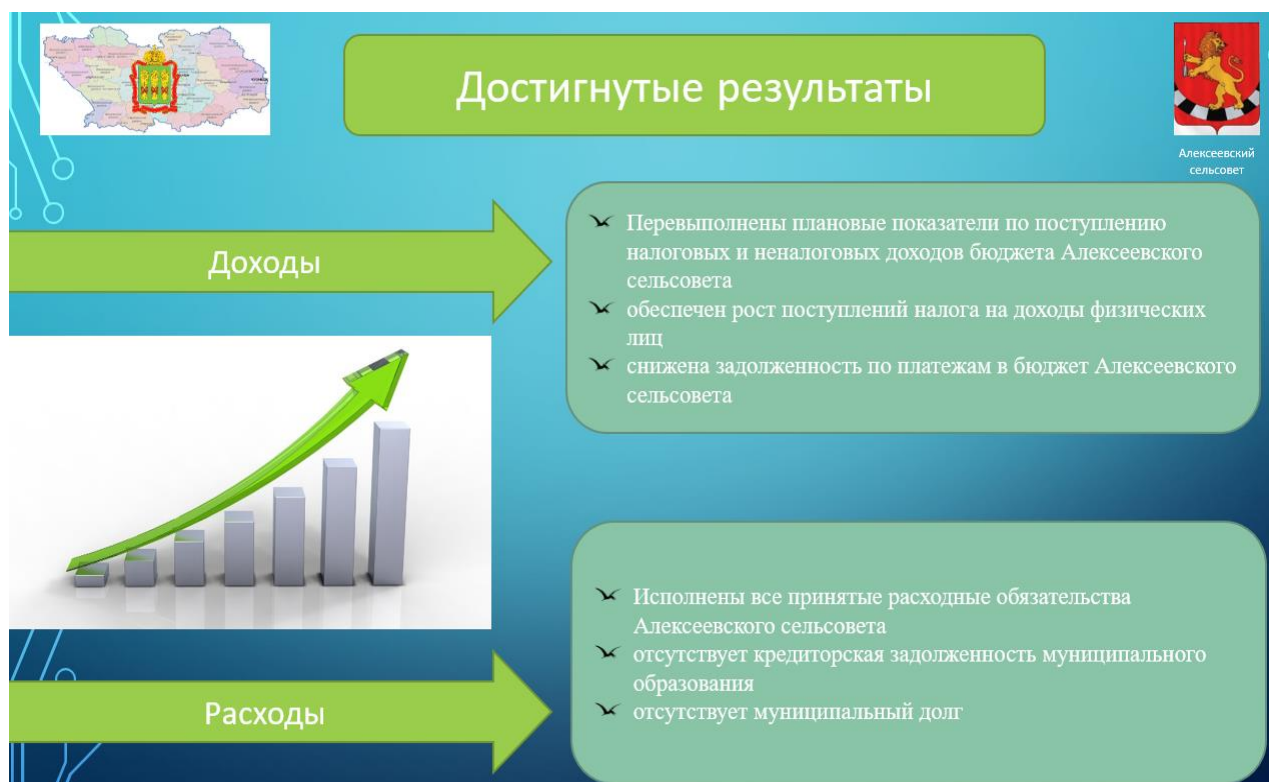 Достигнутые результаты
Алексеевский
сельсовет
Доходы
Перевыполнены плановые показатели по поступлению
налоговых и неналоговых доходов бюджета Алексеевского
сельсовета
обеспечен рост поступлений налога на доходы физических
лиц
снижена задолженность по платежам в бюджет Алексеевского
сельсовета
Расходы
Исполнены все принятые расходные обязательства
Алексеевского сельсовета
отсутствует кредиторская задолженность муниципального
образования
отсутствует муниципальный долг